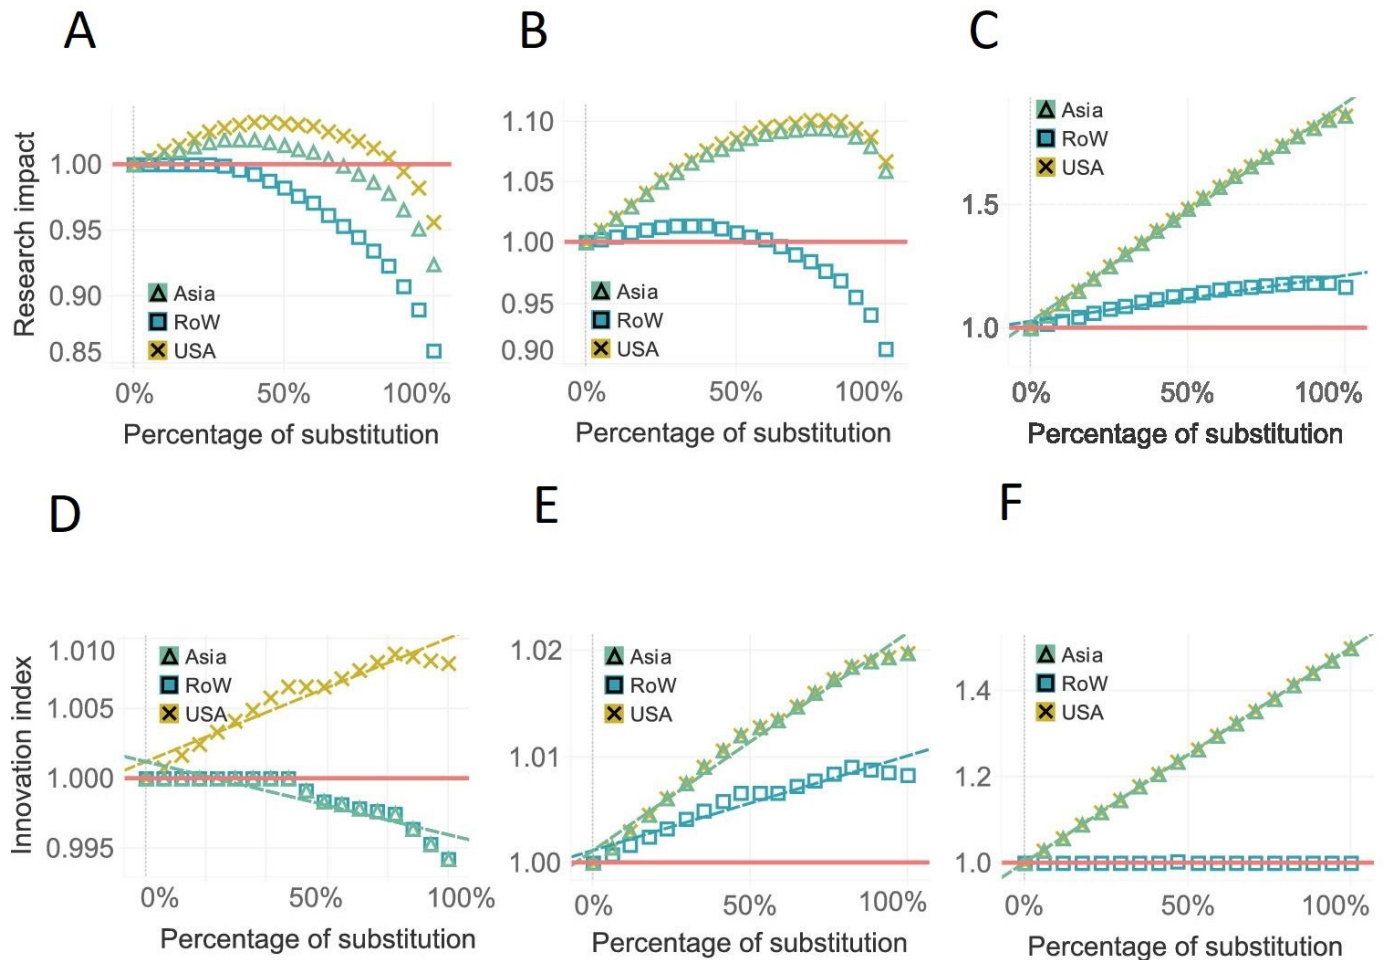 A
B
C
Research impact
1.00
0.95
0.90
0.85
Asia
RoW
USA
0%
50%
100%
Percentage of substitution
1.10
1.05
1.00
0.95
0.90
Asia
RoW
USA
0%
50%
100%
Percentage of substitution
1.5
1.0
Asia
RoW
USA
0%
50%
100%
Percentage of substitution
D
E
F
Innovation index
1.010
1.005
1.000
0.995
Asia
RoW
USA
0%
50%
100%
Percentage of substitution
1.02
1.01
1.00
Asia
RoW
USA
0%
50%
100%
Percentage of substitution
1.4
1.2
1.0
Asia
RoW
USA
0%
50%
100%
Percentage of substitution